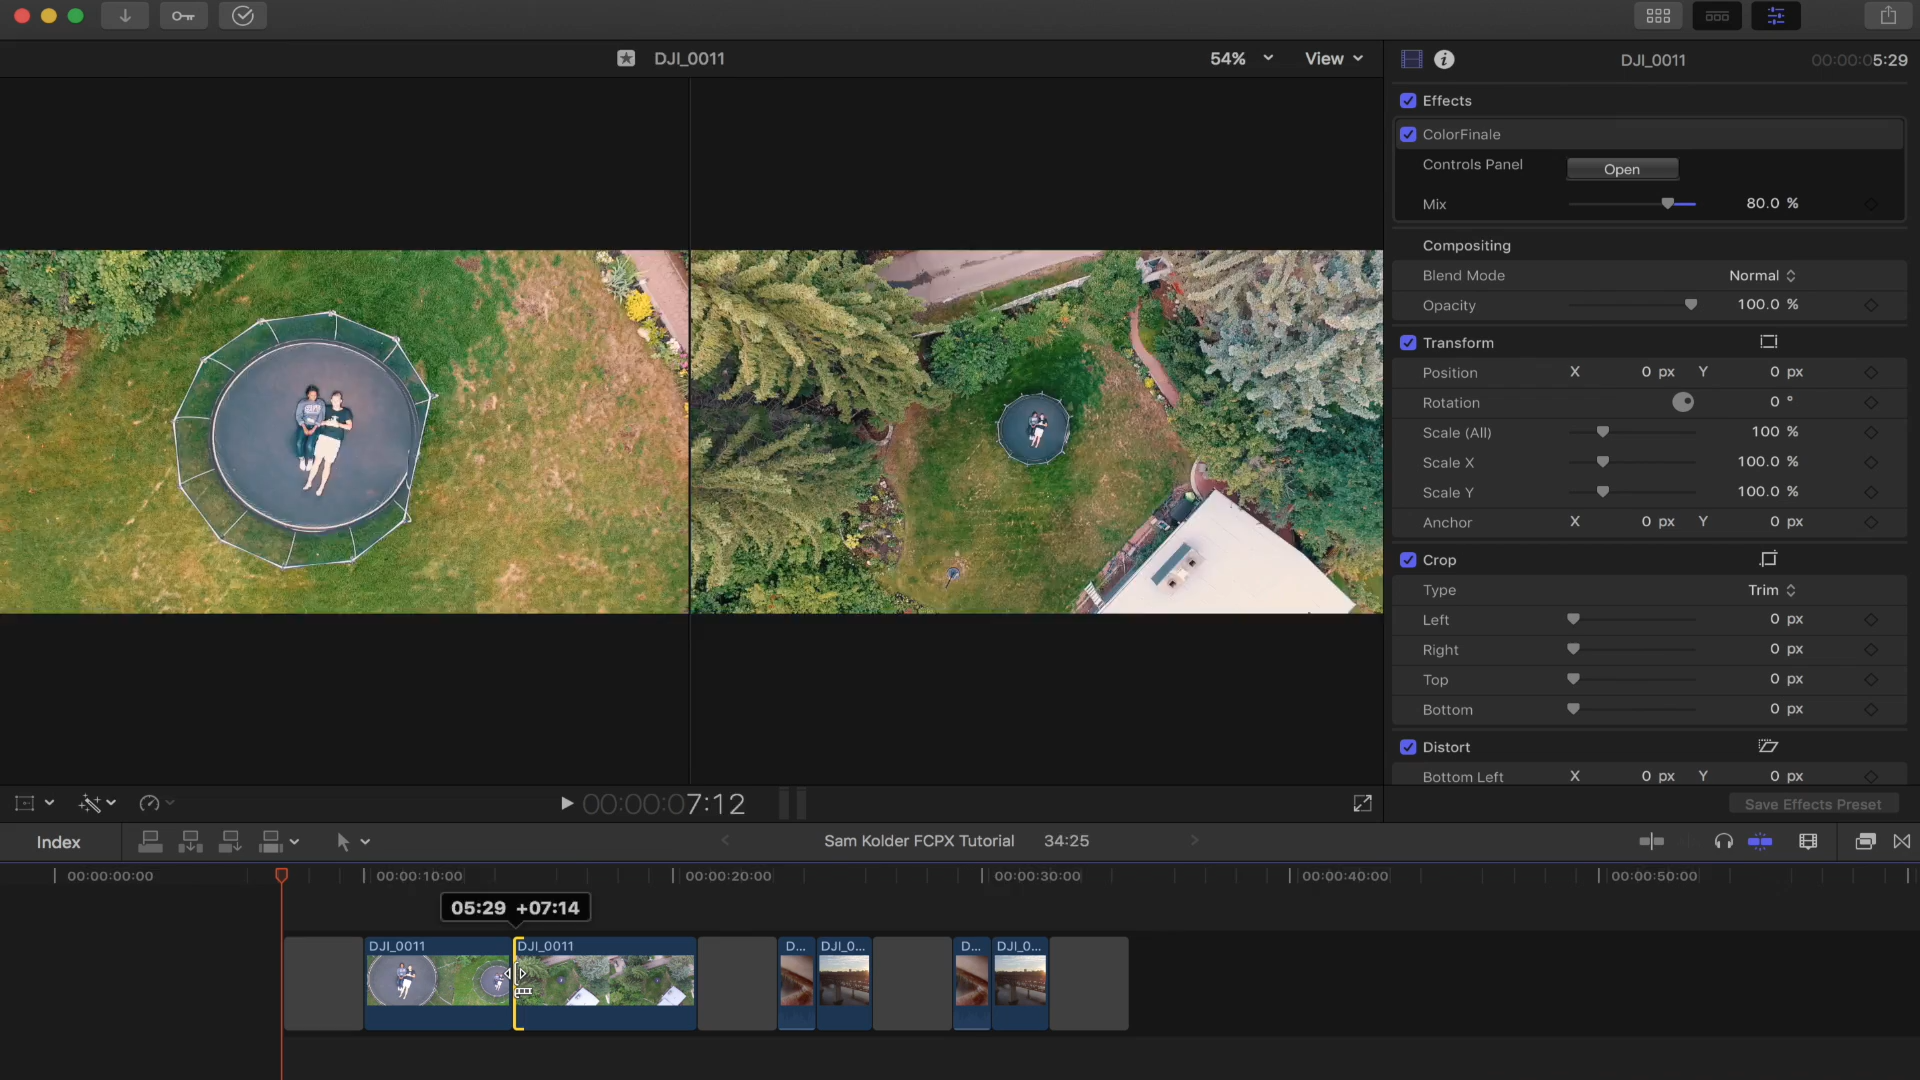 DJI_0011
54%
View
DJI_0011
00:00:05:29
Effects
ColorFinale
Controls Panel
Open
Mix
80.0 %
Compositing
Blend Mode
Normal
Opacity
100.0 %
Transform
Position X 0 px Y 0 px
Rotation 0 °
Scale (All) 100 %
Scale X 100.0 %
Scale Y 100.0 %
Anchor X 0 px Y 0 px
Crop
Type Trim
Left 0 px
Right 0 px
Top 0 px
Bottom 0 px
Distort
Bottom Left X 0 px Y 0 px
00:00:07:12
Save Effects Preset
Index
Sam Kolder FCPX Tutorial 34:25
00:00:00:00 00:00:10:00 00:00:20:00 00:00:30:00 00:00:40:00 00:00:50:00
05:29 +07:14
DJI_0011 DJI_0011 D... DJI_0... D... DJI_0...